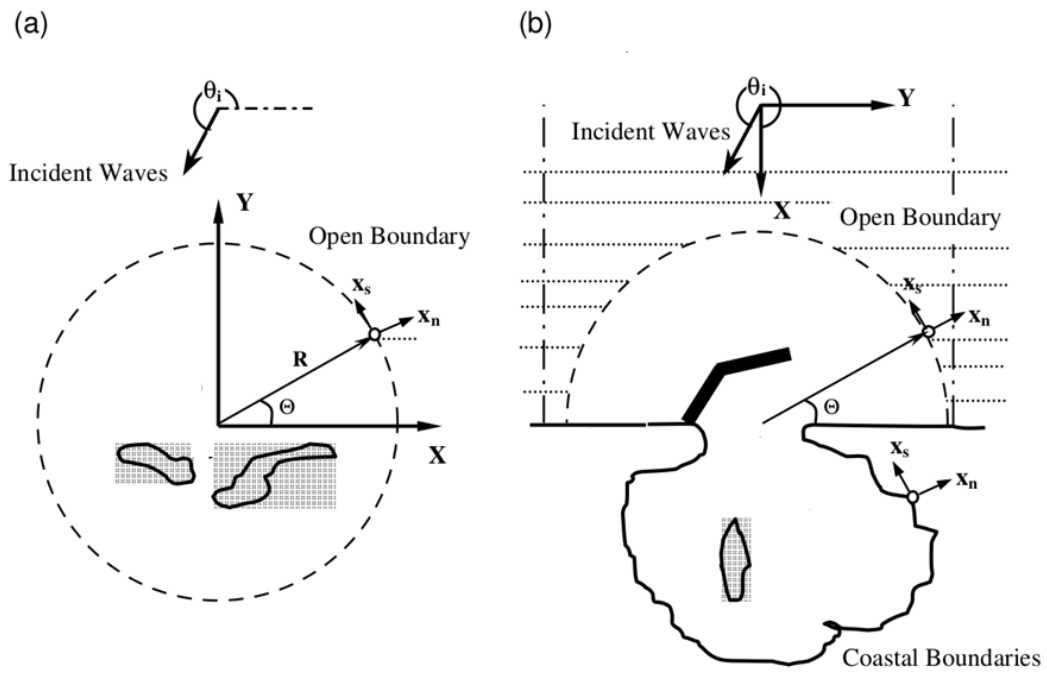 (a)
θi
Incident Waves
Y
Open Boundary
xs
xn
R
Θ
X
(b)
θi
Y
Incident Waves
X
Open Boundary
xs
xn
Θ
xs
xn
Coastal Boundaries